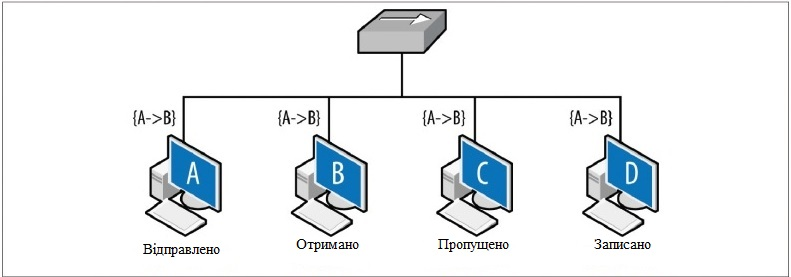 {A->B} {A->B} {A->B} {A->B}
A B C D
Відправлено Отримано Пропущено Записано